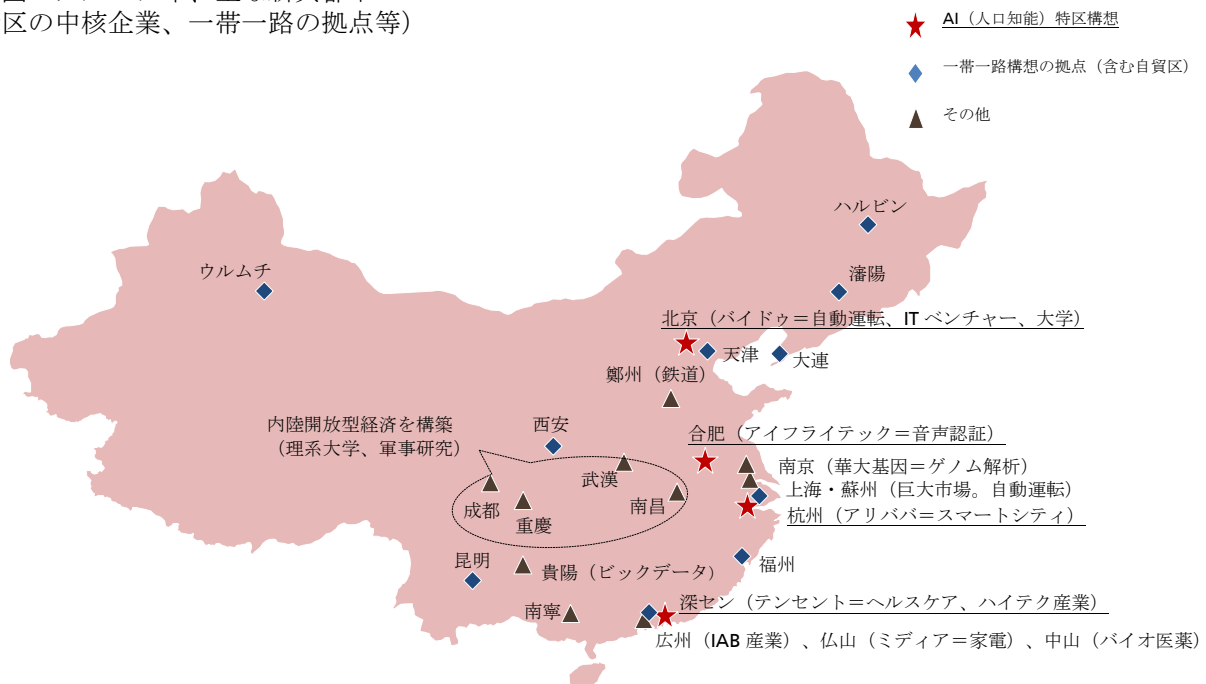 区の中核企業、一帯一路の拠点等）
AI（人口知能）特区構想
一帯一路構想の拠点（含む自貿区）
その他
ハルビン
ウルムチ
瀋陽
北京（バイドゥ＝自動運転、IT ベンチャー、大学）
天津
大連
鄭州（鉄道）
内陸開放型経済を構築
（理系大学、軍事研究）
西安
合肥（アイフライテック＝音声認証）
武漢
南京（華大基因＝ゲノム解析）
上海・蘇州（巨大市場。自動運転）
成都
南昌
重慶
杭州（アリババ＝スマートシティ）
昆明
貴陽（ビックデータ）
福州
南寧
深セン（テンセント＝ヘルスケア、ハイテク産業）
広州（IAB 産業）、仏山（ミディア＝家電）、中山（バイオ医薬）